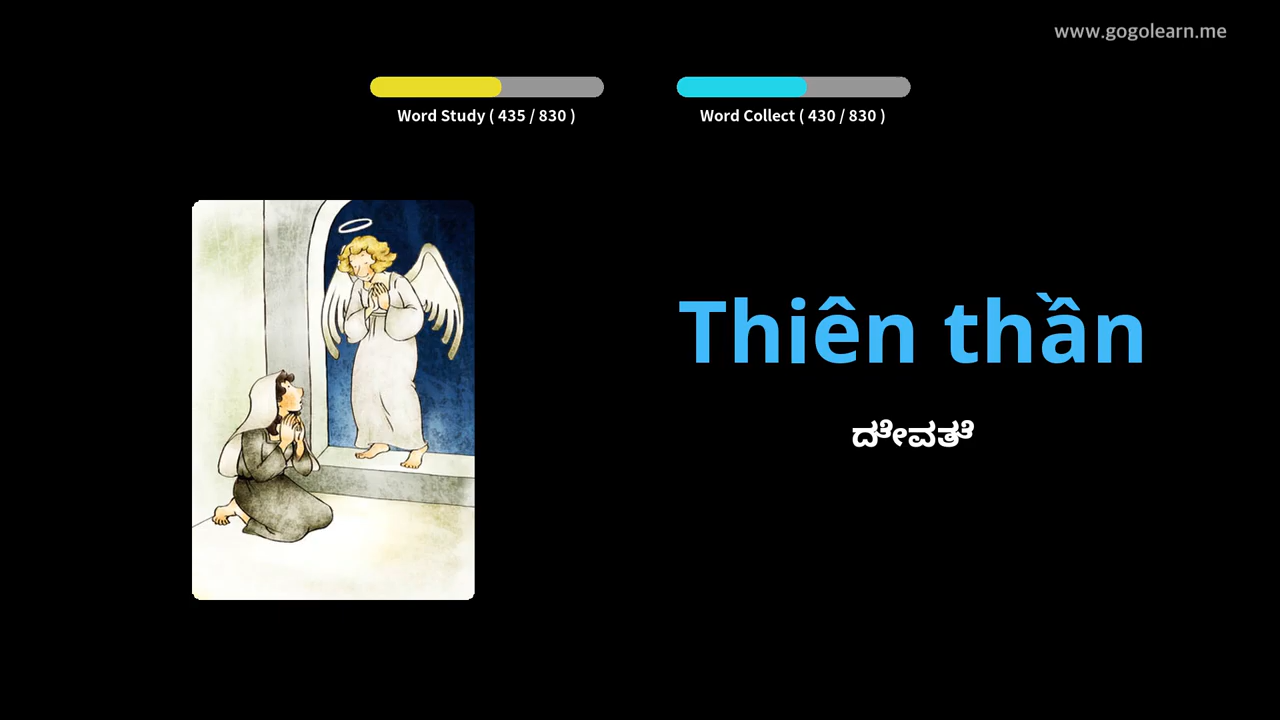 www.gogolearn.me
Word Study ( 435 / 830 )
Word Collect ( 430 / 830 )
Thiên thần
ದೇವತೆ